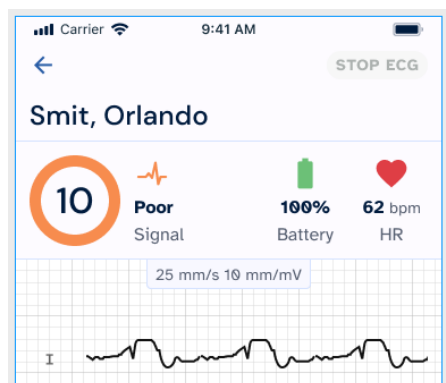 Carrier 9:41 AM
STOP ECG
Smit, Orlando
10
Poor 100% 62 bpm
Signal Battery HR
25 mm/s 10 mm/mV
I